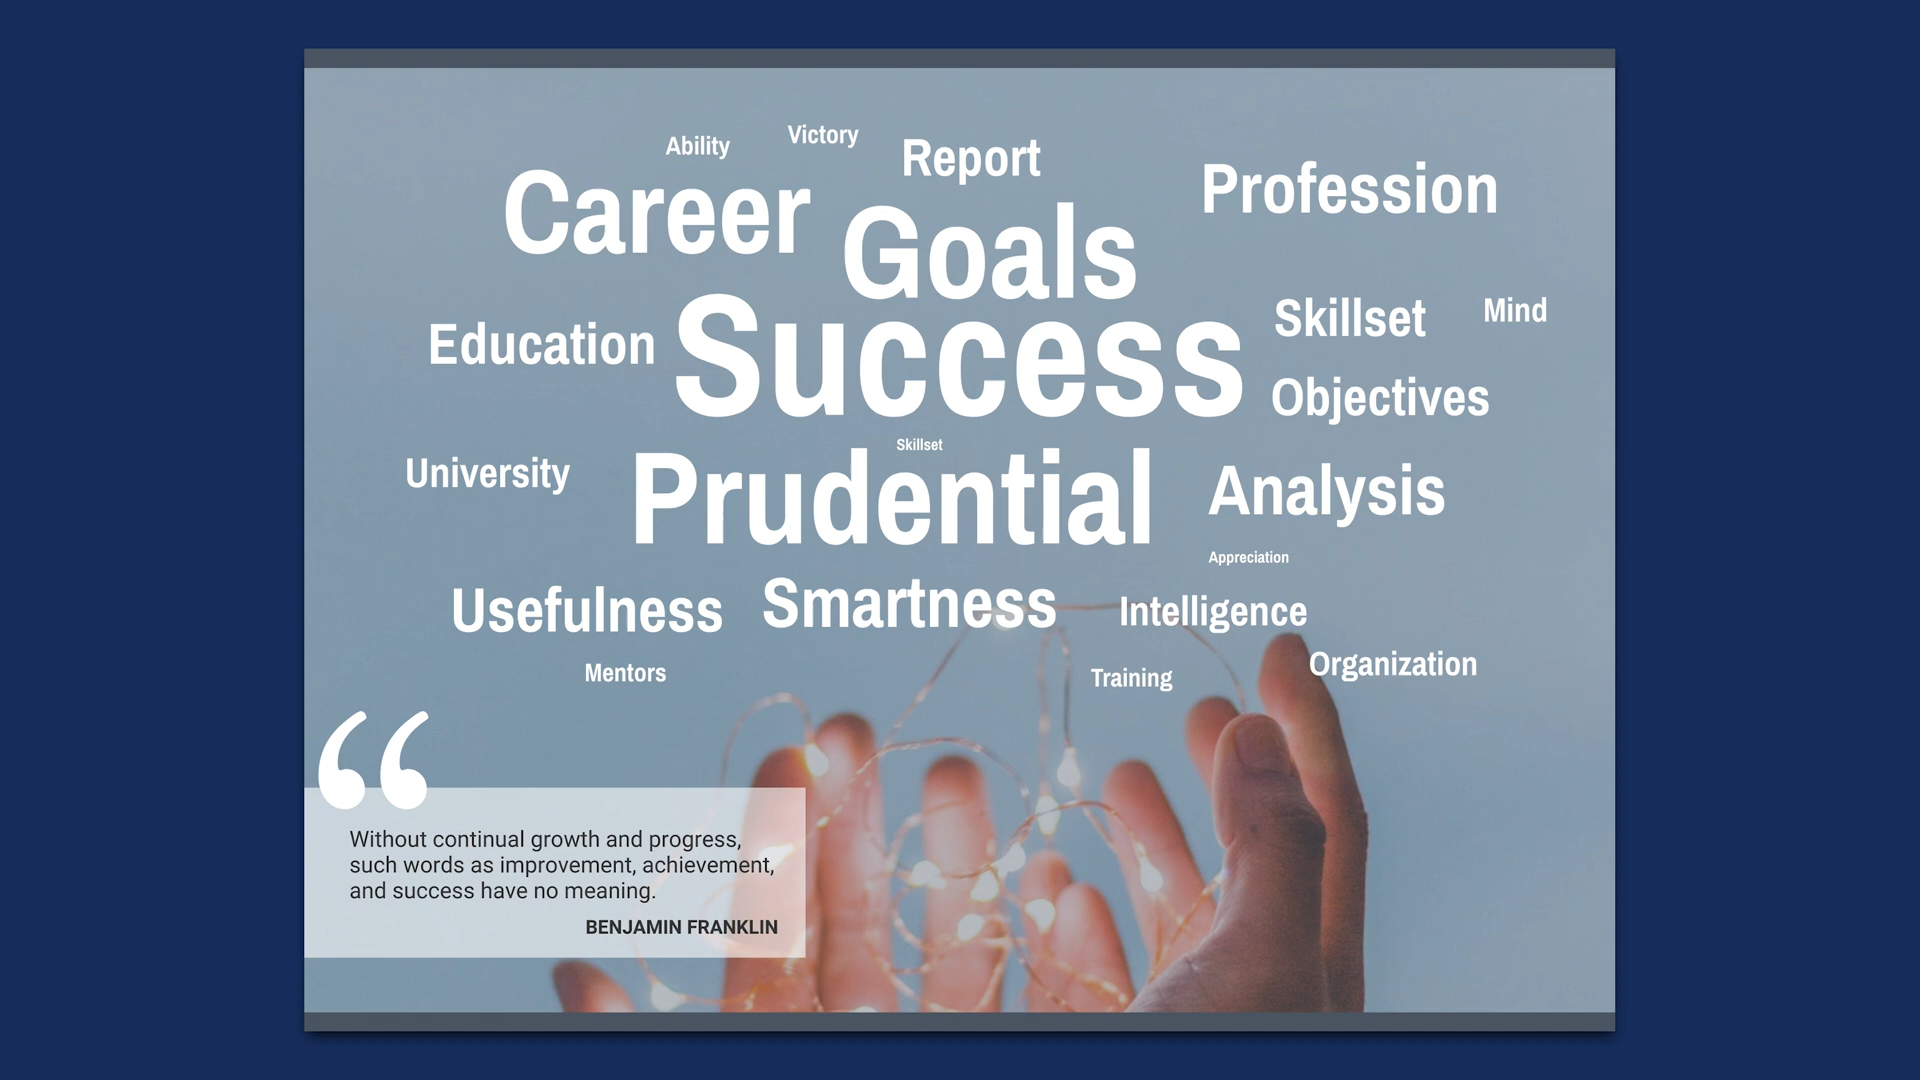 Ability
Victory
Report
Career
Profession
Goals
Skillset
Mind
Education
Success
Objectives
Skillset
University
Prudential
Analysis
Appreciation
Usefulness
Smartness
Intelligence
Mentors
Training
Organization
“
Without continual growth and progress,
such words as improvement, achievement,
and success have no meaning.
BENJAMIN FRANKLIN